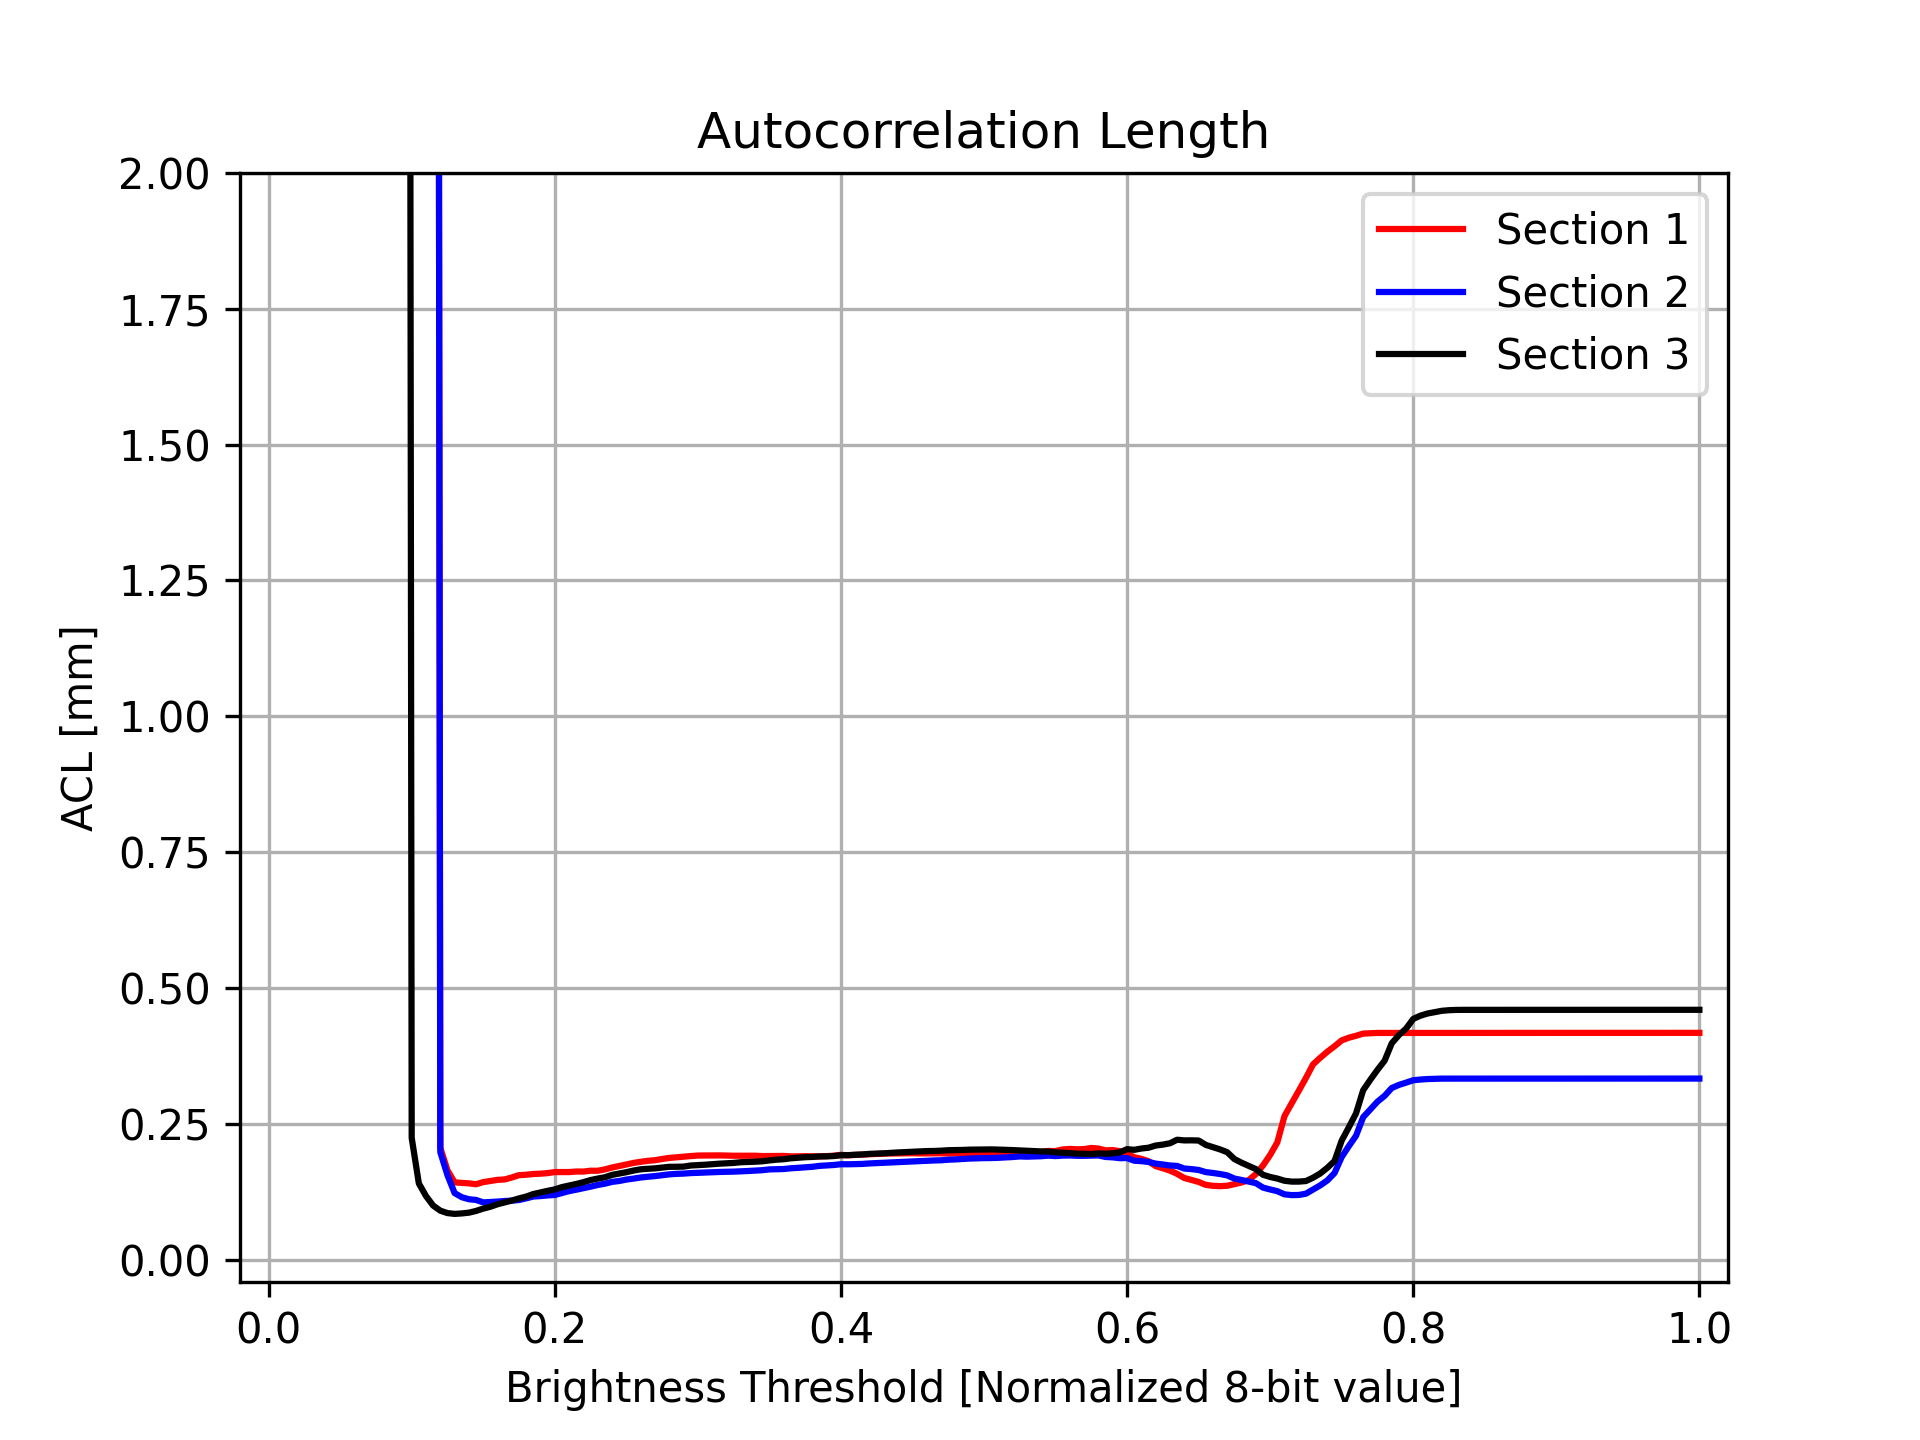 Autocorrelation Length
2.00
1.75
1.50
1.25
1.00
0.75
0.50
0.25
0.00
ACL [mm]
Section 1
Section 2
Section 3
0.0 0.2 0.4 0.6 0.8 1.0
Brightness Threshold [Normalized 8-bit value]